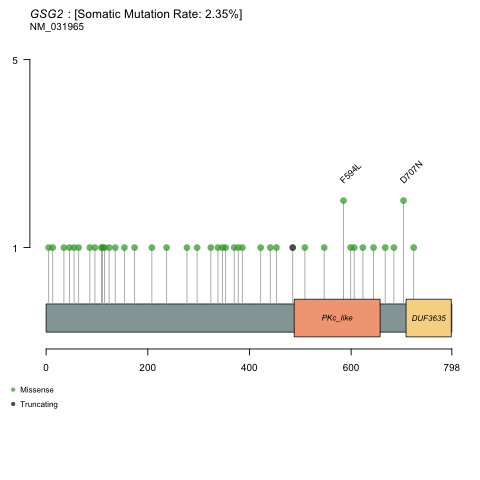 GSG2 : [Somatic Mutation Rate: 2.35%]
NM_031965
5
F594L
D707N
1
PKc_like
DUF3635
0
200
400
600
798
Missense
Truncating